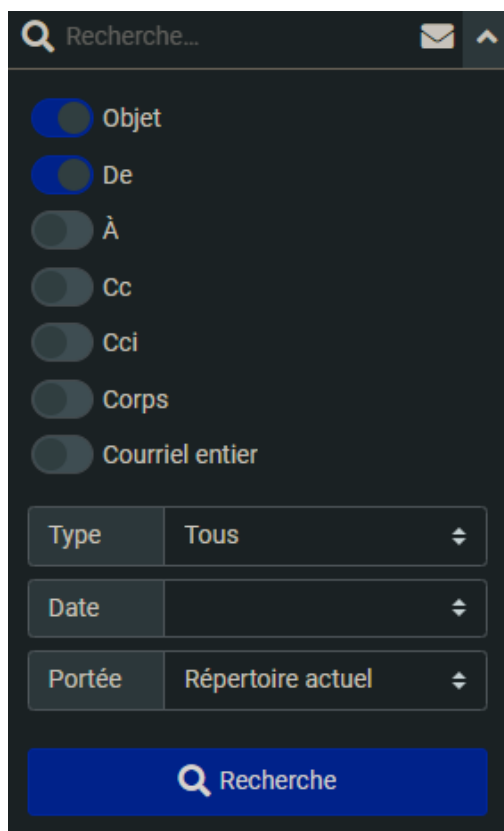 Recherche...
Objet
De
À
Cc
Cci
Corps
Courriel entier
Type Tous
Date
Portée Répertoire actuel
Recherche